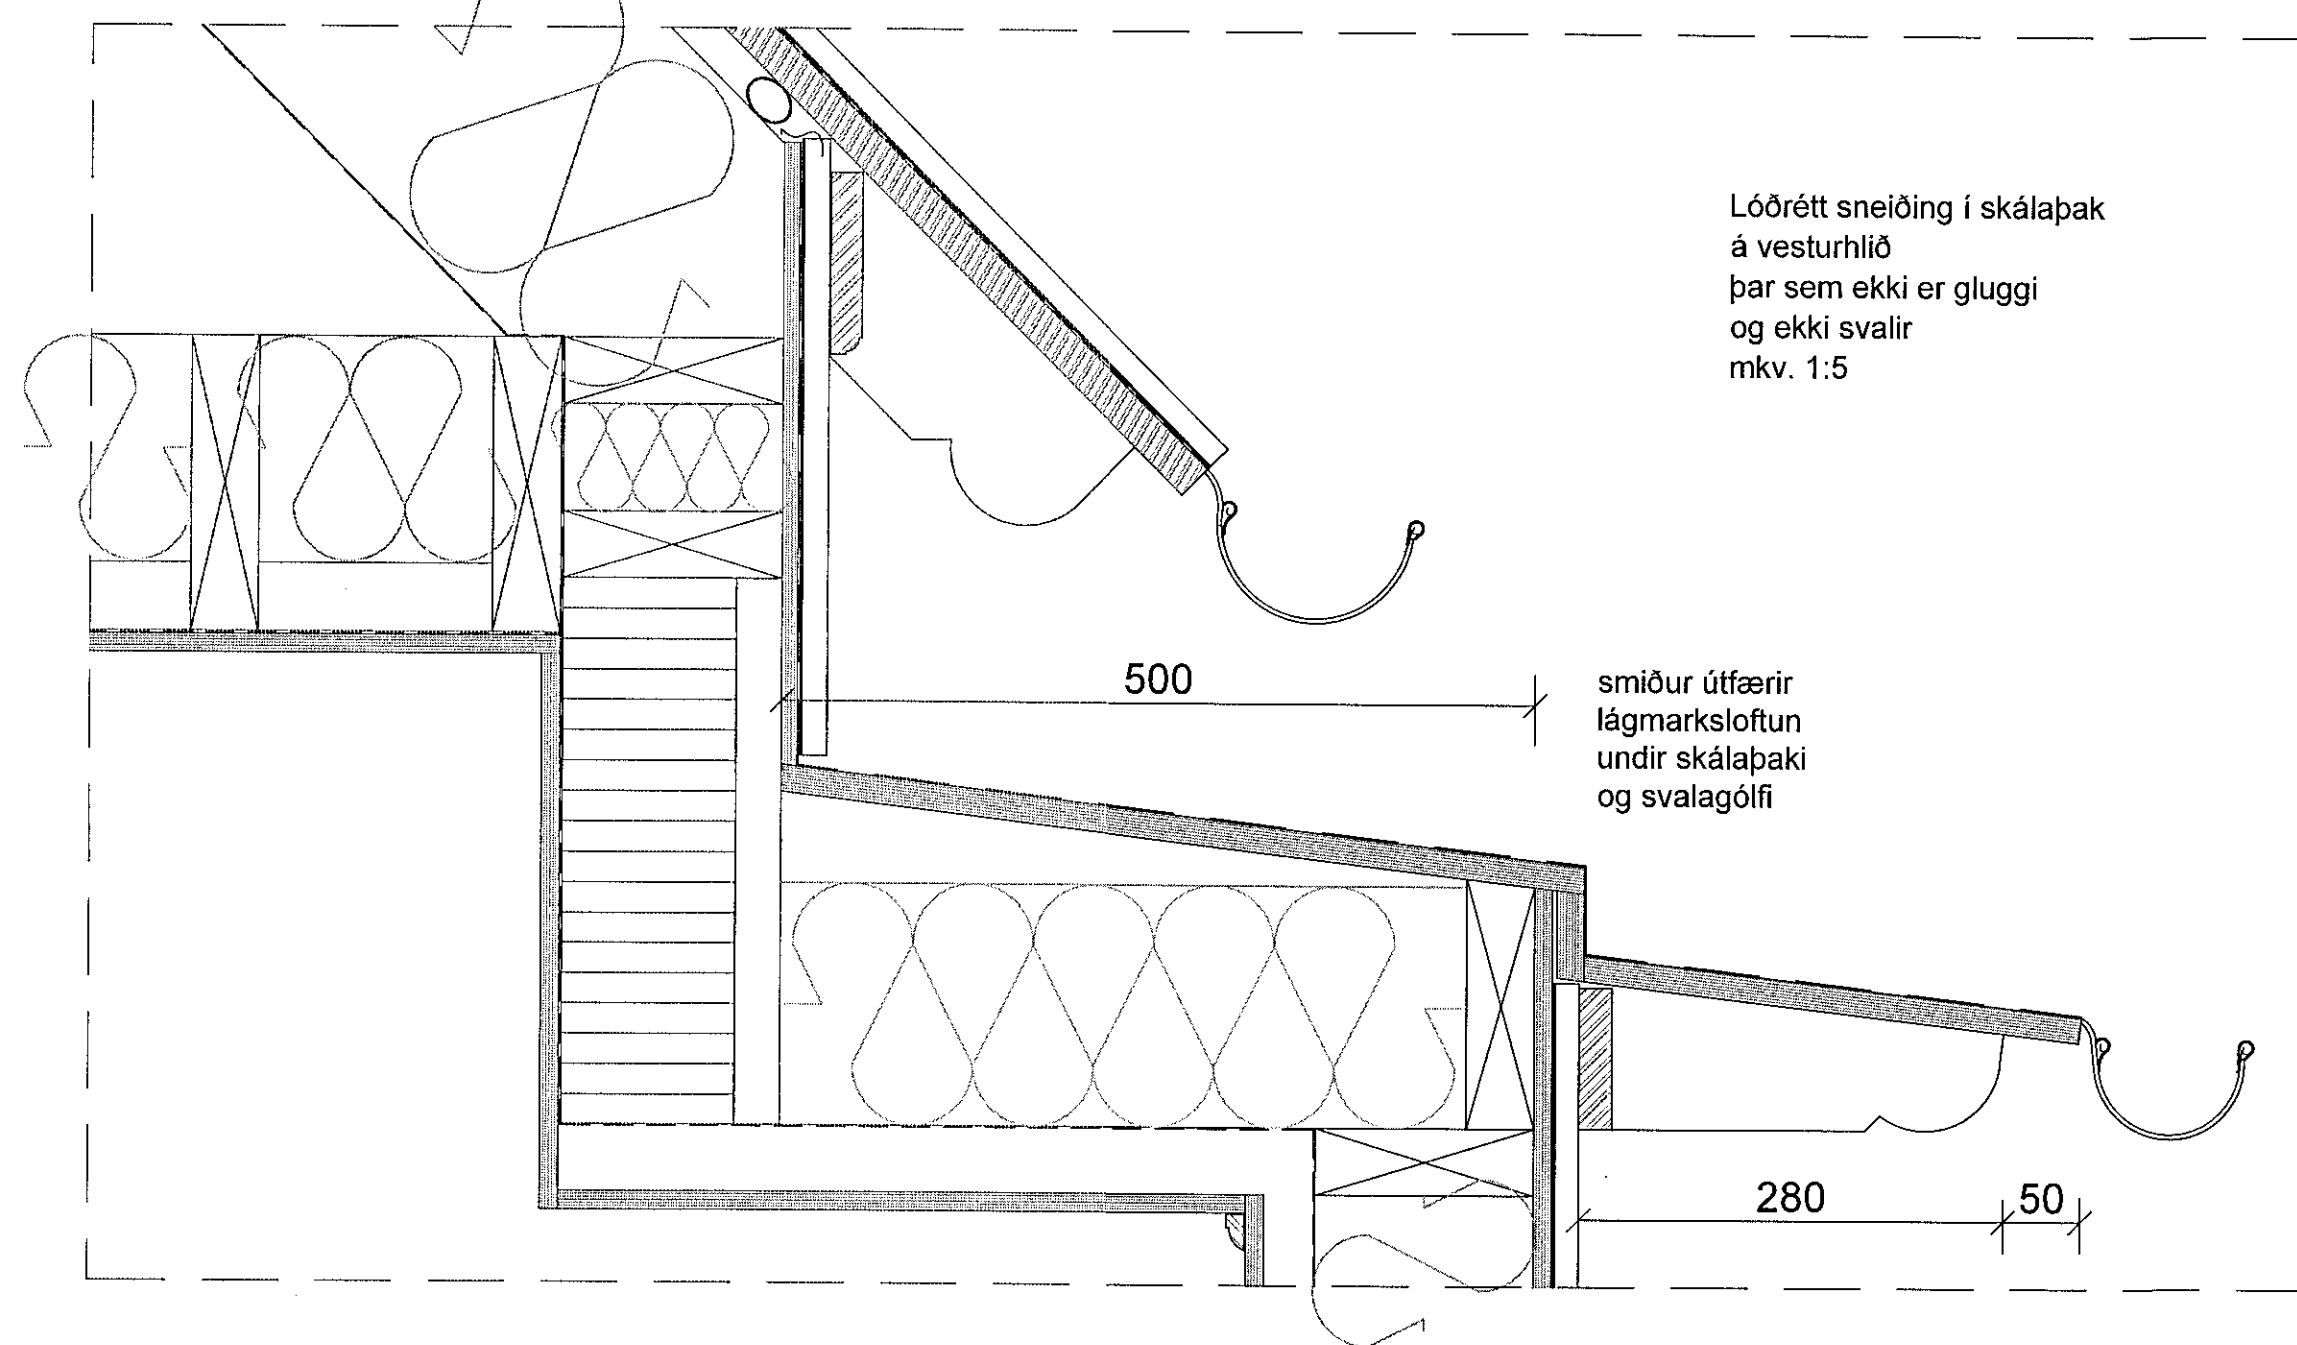 Lóðrétt sneiðing í skálaþak
á vesturhlið
þar sem ekki er gluggi
og ekki svalir
mkv. 1:5
500
smiður útfærir
lágmarksloftun
undir skálaþaki
og svalagólfi
280 50